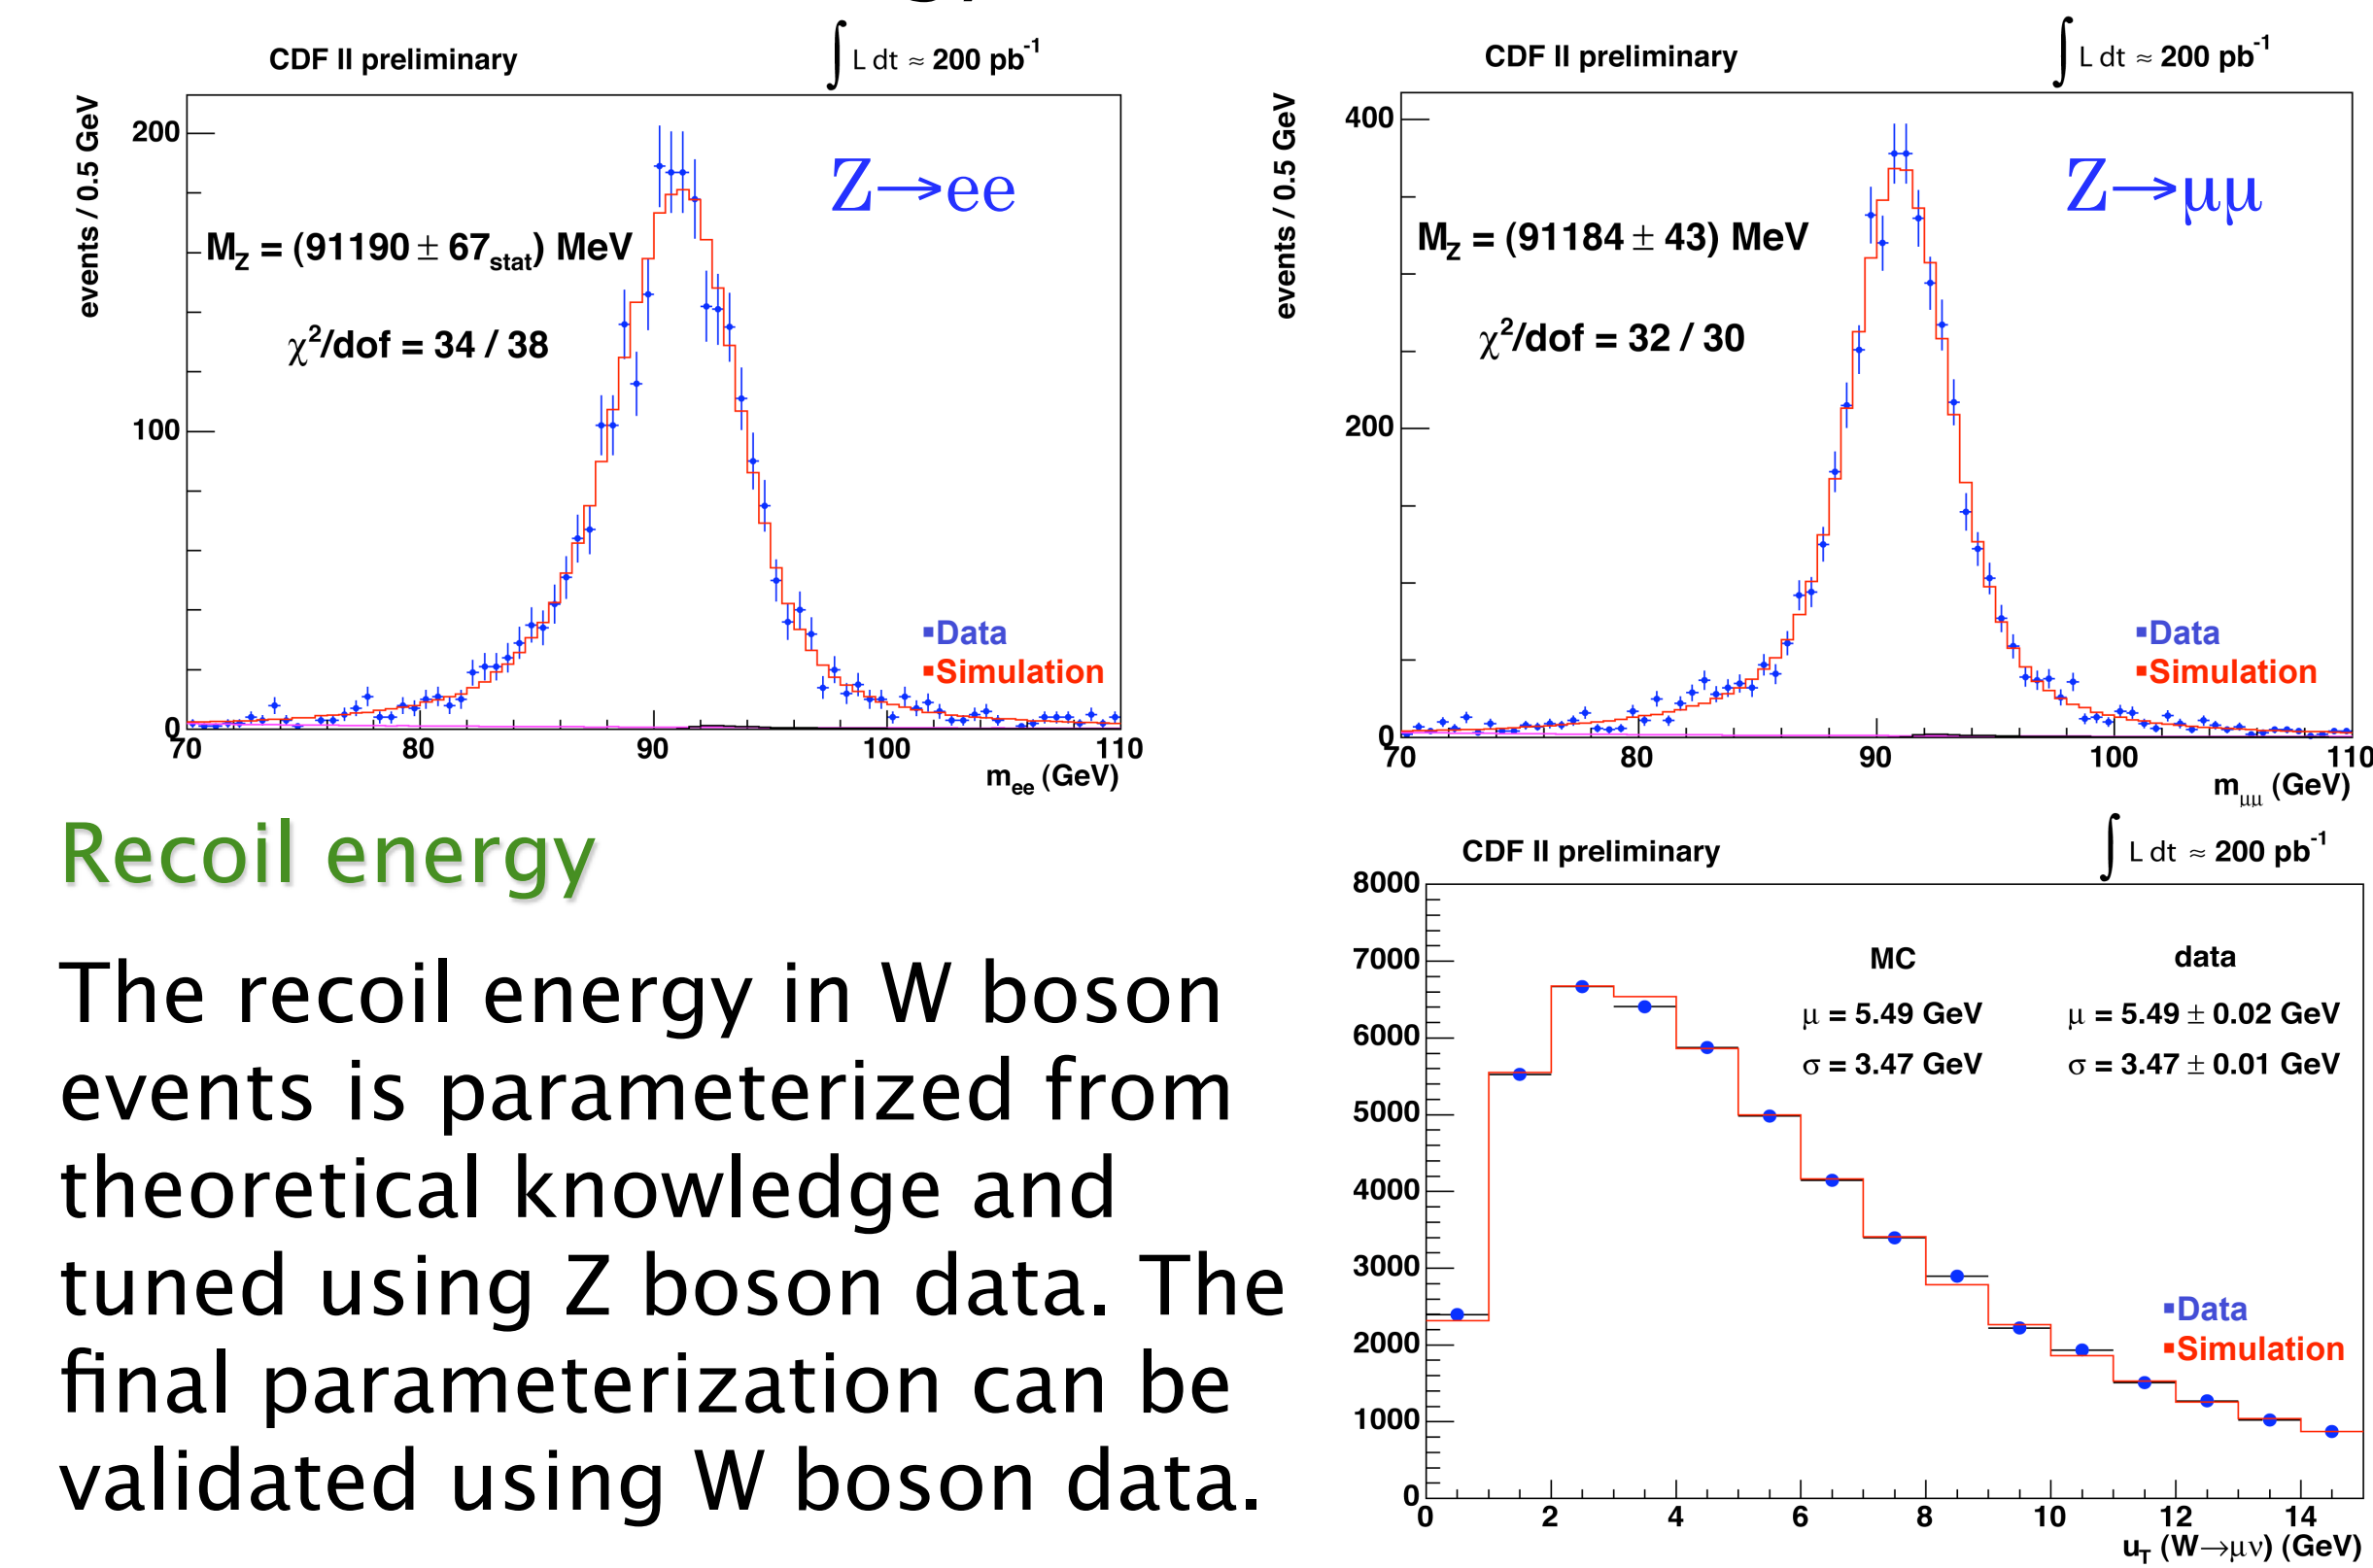 CDF II preliminary
∫ L dt ≈ 200 pb⁻¹
events / 0.5 GeV
200
100
0
Z→ee
M_Z = (91190 ± 67_stat) MeV
χ²/dof = 34 / 38
▪Data
▪Simulation
70 80 90 100 110
m_ee (GeV)
CDF II preliminary
∫ L dt ≈ 200 pb⁻¹
events / 0.5 GeV
400
200
0
Z→μμ
M_Z = (91184 ± 43) MeV
χ²/dof = 32 / 30
▪Data
▪Simulation
70 80 90 100 110
m_μμ (GeV)
Recoil energy
The recoil energy in W boson
events is parameterized from
theoretical knowledge and
tuned using Z boson data. The
final parameterization can be
validated using W boson data.
CDF II preliminary
∫ L dt ≈ 200 pb⁻¹
8000
7000
6000
5000
4000
3000
2000
1000
0
MC data
μ = 5.49 GeV μ = 5.49 ± 0.02 GeV
σ = 3.47 GeV σ = 3.47 ± 0.01 GeV
▪Data
▪Simulation
0 2 4 6 8 10 12 14
u_T (W→μν) (GeV)